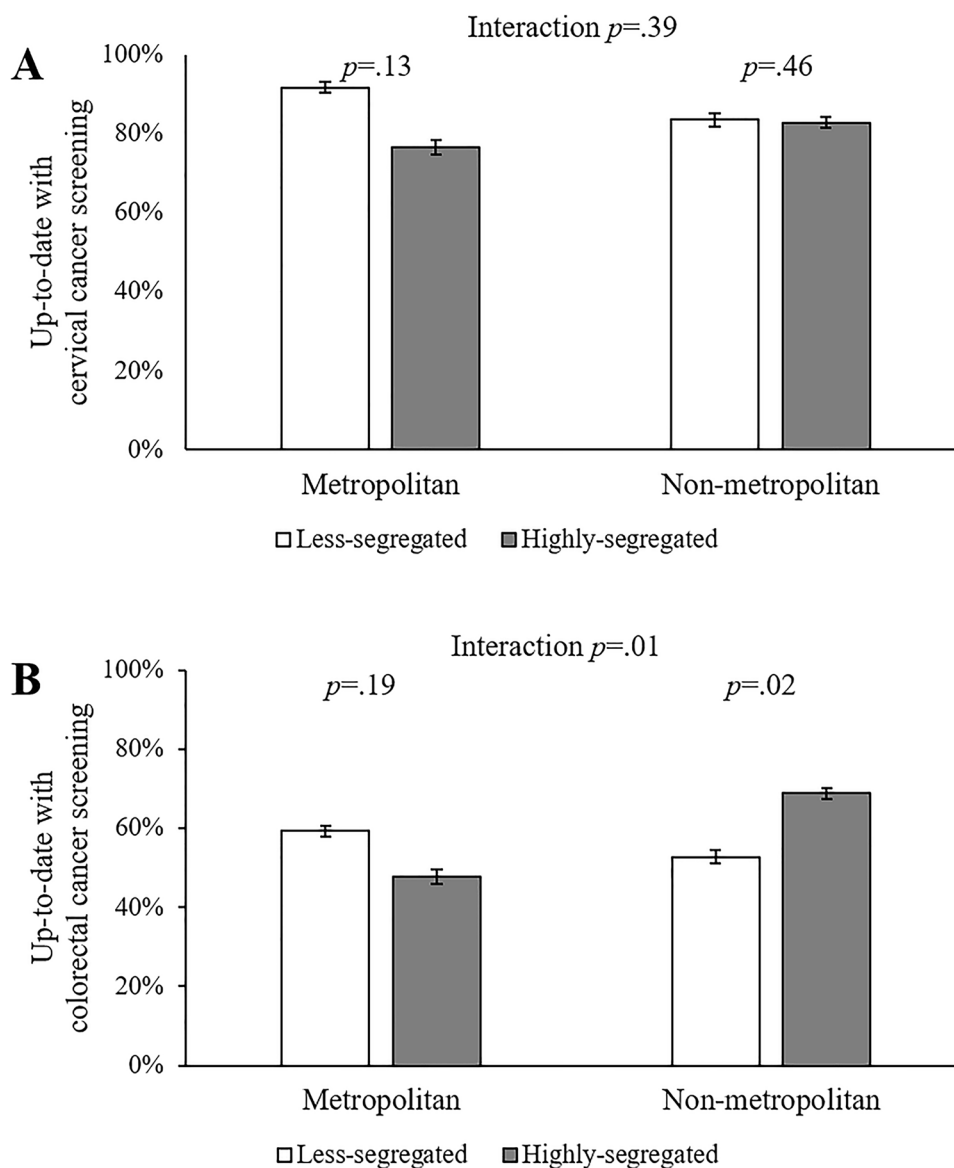 A
Interaction p=.39
p=.13
p=.46
100%
80%
60%
40%
20%
0%
Up-to-date with
cervical cancer screening
Metropolitan
Non-metropolitan
Less-segregated
Highly-segregated
B
Interaction p=.01
p=.19
p=.02
100%
80%
60%
40%
20%
0%
Up-to-date with
colorectal cancer screening
Metropolitan
Non-metropolitan
Less-segregated
Highly-segregated